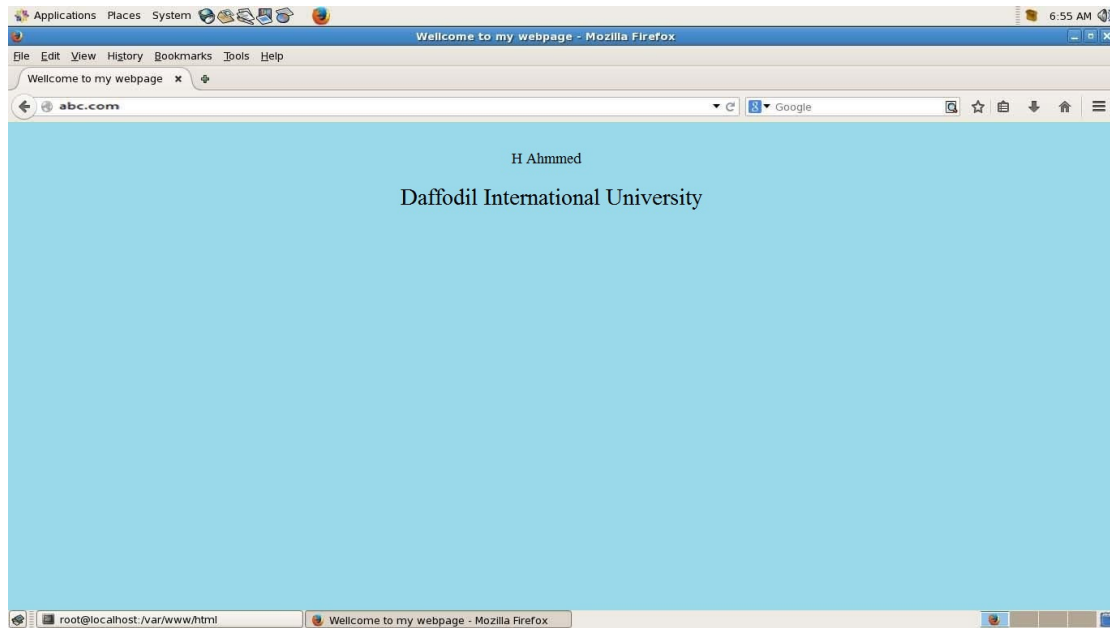 Applications Places System 6:55 AM
Wellcome to my webpage - Mozilla Firefox
File Edit View History Bookmarks Tools Help
Wellcome to my webpage
abc.com Google
H Ahmmed
Daffodil International University
root@localhost:/var/www/html Wellcome to my webpage - Mozilla Firefox